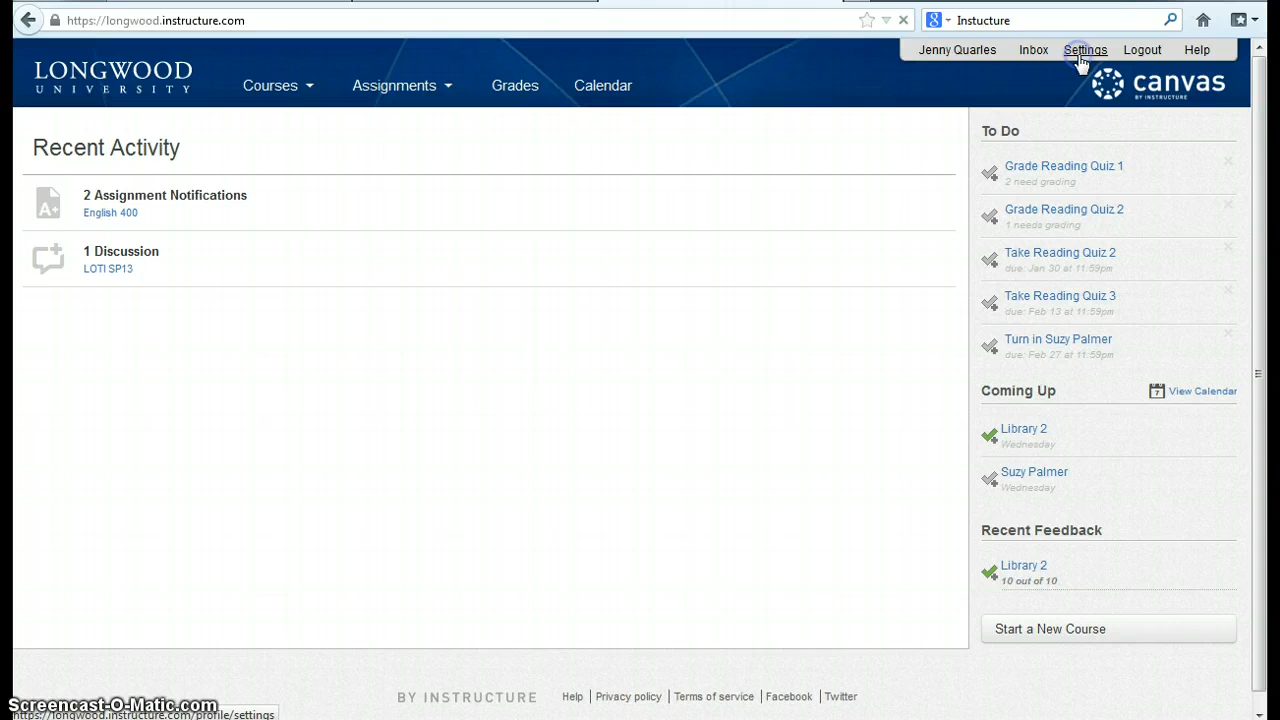 https://longwood.instructure.com
Instucture
Jenny Quarles Inbox Settings Logout Help
LONGWOOD
UNIVERSITY
Courses Assignments Grades Calendar
canvas
BY INSTRUCTURE
Recent Activity
2 Assignment Notifications
English 400
1 Discussion
LOTI SP13
To Do
Grade Reading Quiz 1
2 need grading
Grade Reading Quiz 2
1 needs grading
Take Reading Quiz 2
due: Jan 30 at 11:59pm
Take Reading Quiz 3
due: Feb 13 at 11:59pm
Turn in Suzy Palmer
due: Feb 27 at 11:59pm
Coming Up
7 View Calendar
Library 2
Wednesday
Suzy Palmer
Wednesday
Recent Feedback
Library 2
10 out of 10
Start a New Course
BY INSTRUCTURE Help Privacy policy Terms of service Facebook Twitter
Screencast-O-Matic.com
https://longwood.instructure.com/profile/settings